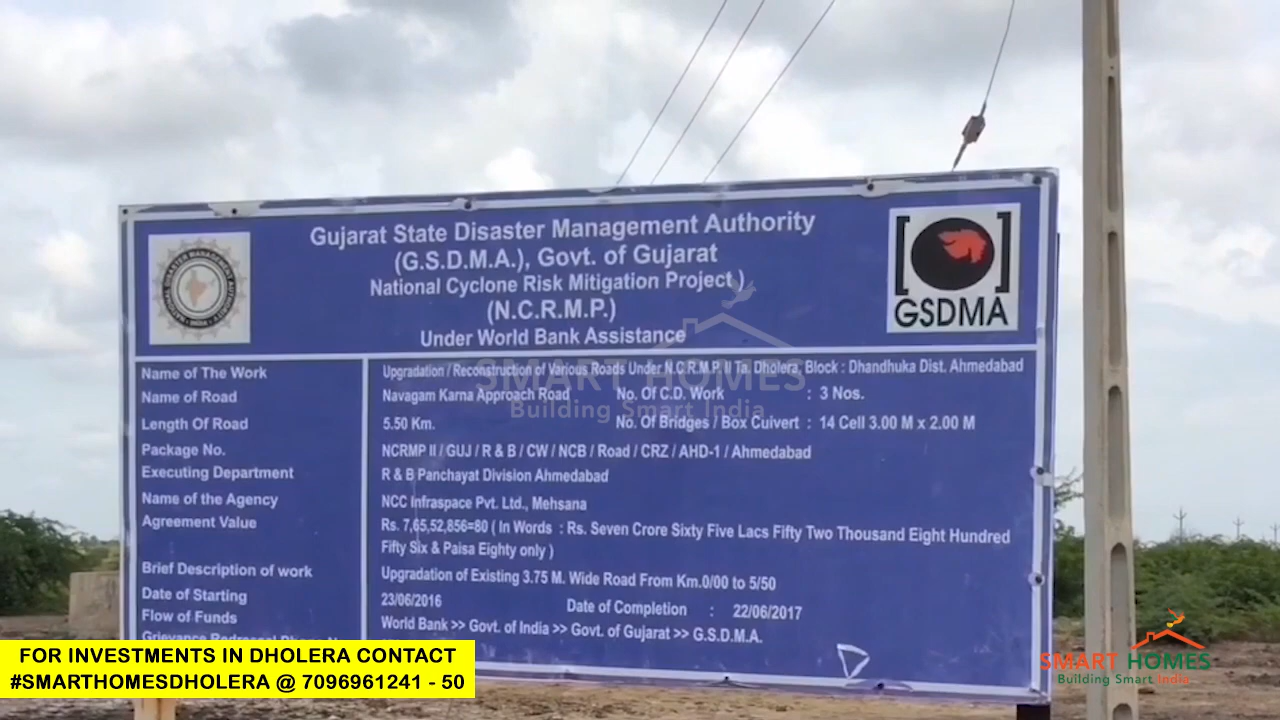 Gujarat State Disaster Management Authority
(G.S.D.M.A.), Govt. of Gujarat
National Cyclone Risk Mitigation Project )
(N.C.R.M.P.)
Under World Bank Assistance
NATIONAL DISASTER MANAGEMENT AUTHORITY
INDIA
GSDMA
Name of The Work Upgradation / Reconstruction of Various Roads Under N.C.R.M.P. II Ta. Dholera, Block : Dhandhuka Dist. Ahmedabad
Name of Road Navagam Karna Approach Road No. Of C.D. Work : 3 Nos.
Length Of Road 5.50 Km. No. Of Bridges / Box Cuivert : 14 Cell 3.00 M x 2.00 M
Package No. NCRMP II / GUJ / R & B / CW / NCB / Road / CRZ / AHD-1 / Ahmedabad
Executing Department R & B Panchayat Division Ahmedabad
Name of the Agency NCC Infraspace Pvt. Ltd., Mehsana
Agreement Value Rs. 7,65,52,856=80 ( In Words : Rs. Seven Crore Sixty Five Lacs Fifty Two Thousand Eight Hundred
Fifty Six & Paisa Eighty only )
Brief Description of work Upgradation of Existing 3.75 M. Wide Road From Km.0/00 to 5/50
Date of Starting 23/06/2016 Date of Completion : 22/06/2017
Flow of Funds World Bank >> Govt. of India >> Govt. of Gujarat >> G.S.D.M.A.
SMART HOMES
Building Smart India
FOR INVESTMENTS IN DHOLERA CONTACT
#SMARTHOMESDHOLERA @ 7096961241 - 50
SMART HOMES
Building Smart India